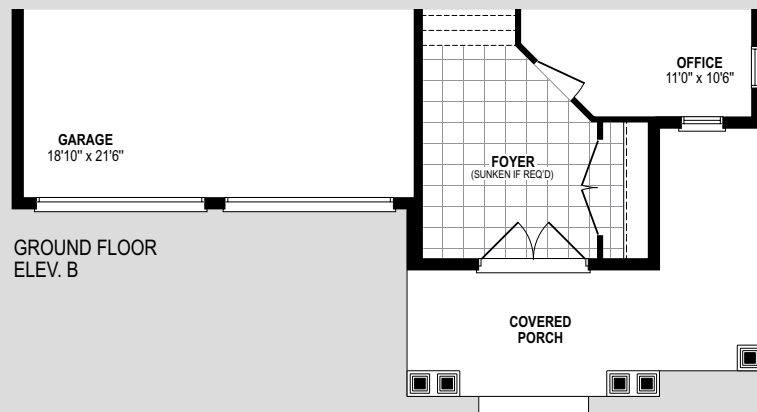 OFFICE
11'0" x 10'6"
GARAGE
18'10" x 21'6"
FOYER
(SUNKEN IF REQ'D)
GROUND FLOOR
ELEV. B
COVERED
PORCH